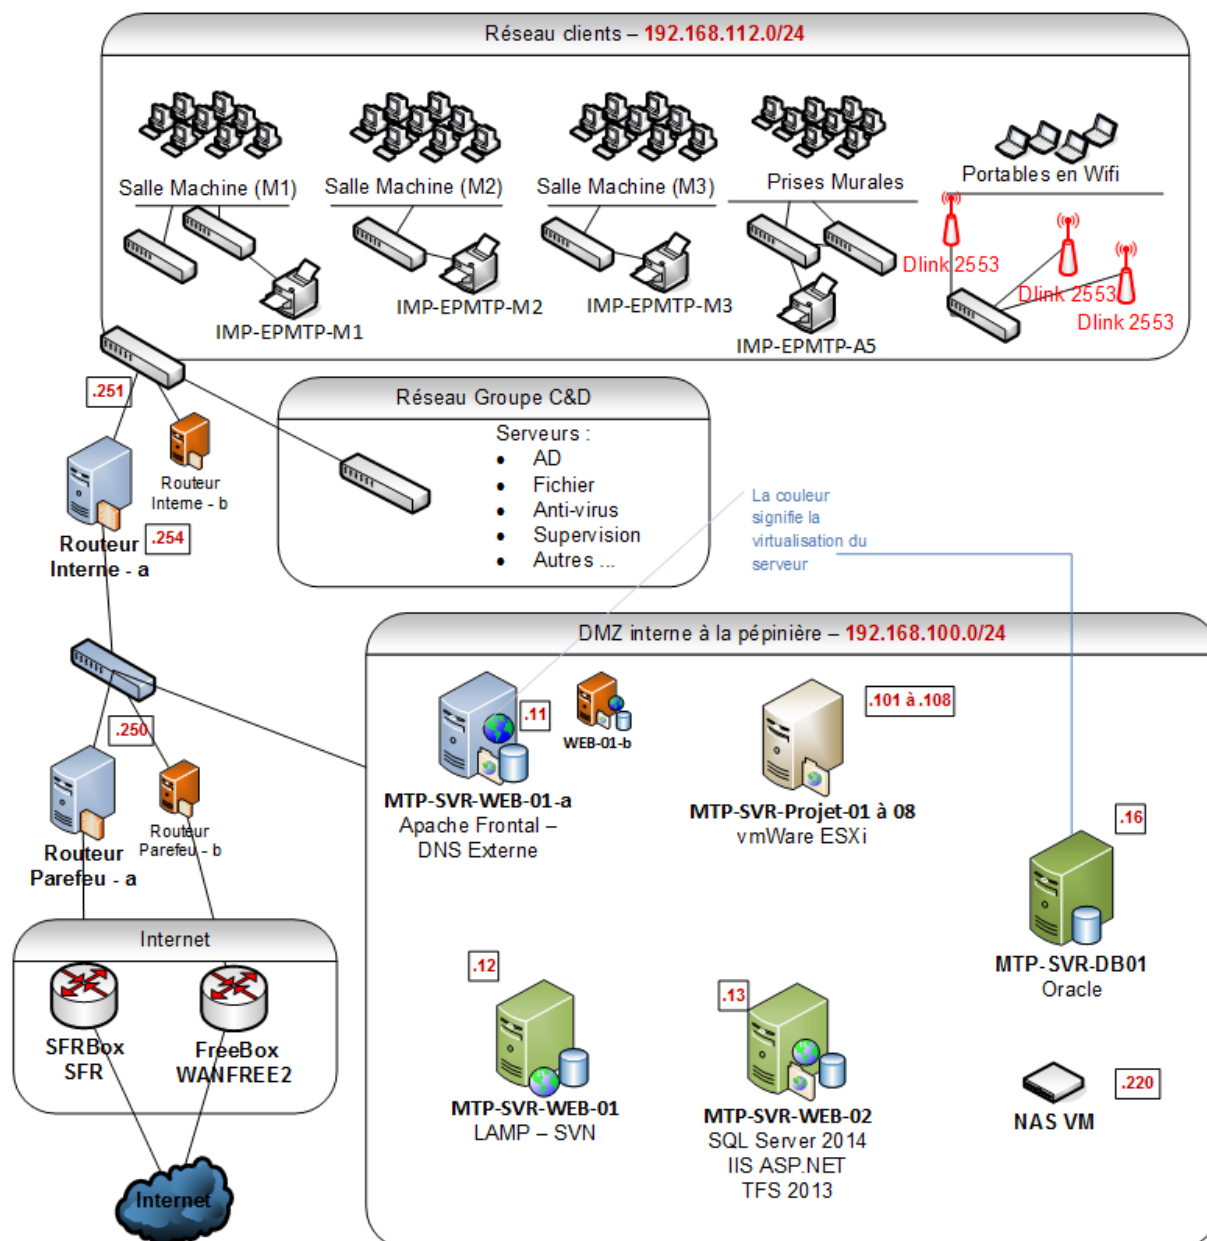 Réseau clients – 192.168.112.0/24
Salle Machine (M1)
Salle Machine (M2)
Salle Machine (M3)
Prises Murales
Portables en Wifi
Dlink 2553
Dlink 2553
Dlink 2553
IMP-EPMTP-M1
IMP-EPMTP-M2
IMP-EPMTP-M3
IMP-EPMTP-A5
.251
Routeur
Interne - b
Routeur
Interne - a
.254
Réseau Groupe C&D
Serveurs :
• AD
• Fichier
• Anti-virus
• Supervision
• Autres ...
La couleur
signifie la
virtualisation du
serveur
DMZ interne à la pépinière – 192.168.100.0/24
.11
WEB-01-b
MTP-SVR-WEB-01-a
Apache Frontal –
DNS Externe
.101 à .108
MTP-SVR-Projet-01 à 08
vmWare ESXi
.16
MTP-SVR-DB01
Oracle
.12
MTP-SVR-WEB-01
LAMP – SVN
.13
MTP-SVR-WEB-02
SQL Server 2014
IIS ASP.NET
TFS 2013
.220
NAS VM
.250
Routeur
Parefeu - b
Routeur
Parefeu - a
Internet
SFRBox
SFR
FreeBox
WANFREE2
Internet